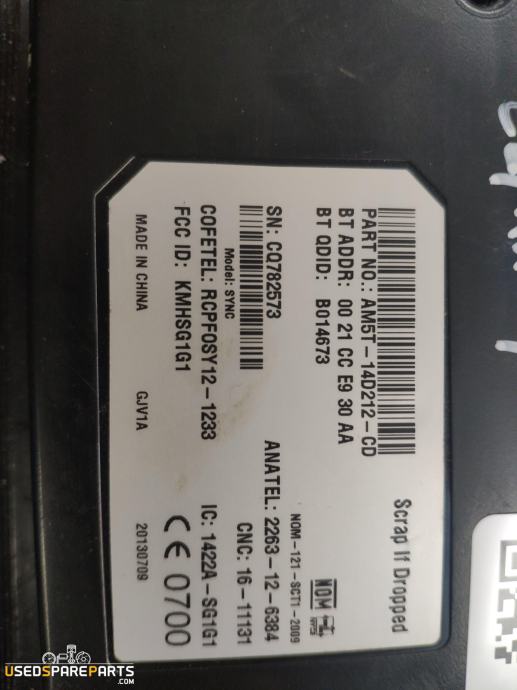 Scrap If Dropped
PART NO.: AM5T-14D212-CD
BT ADDR: 00 21 CC E9 30 AA
BT QDID: B014673
NOM
NOM-121-SCT1-2009
SN: CQ782573
ANATEL: 2263-12-6384
Model: SYNC
CNC: 16-11131
COFETEL: RCPFOSY12-1233
IC: 1422A-SG1G1
FCC ID: KMHSG1G1
CE 0700
MADE IN CHINA GJV1A 20130709
USEDSPAREPARTS
.COM